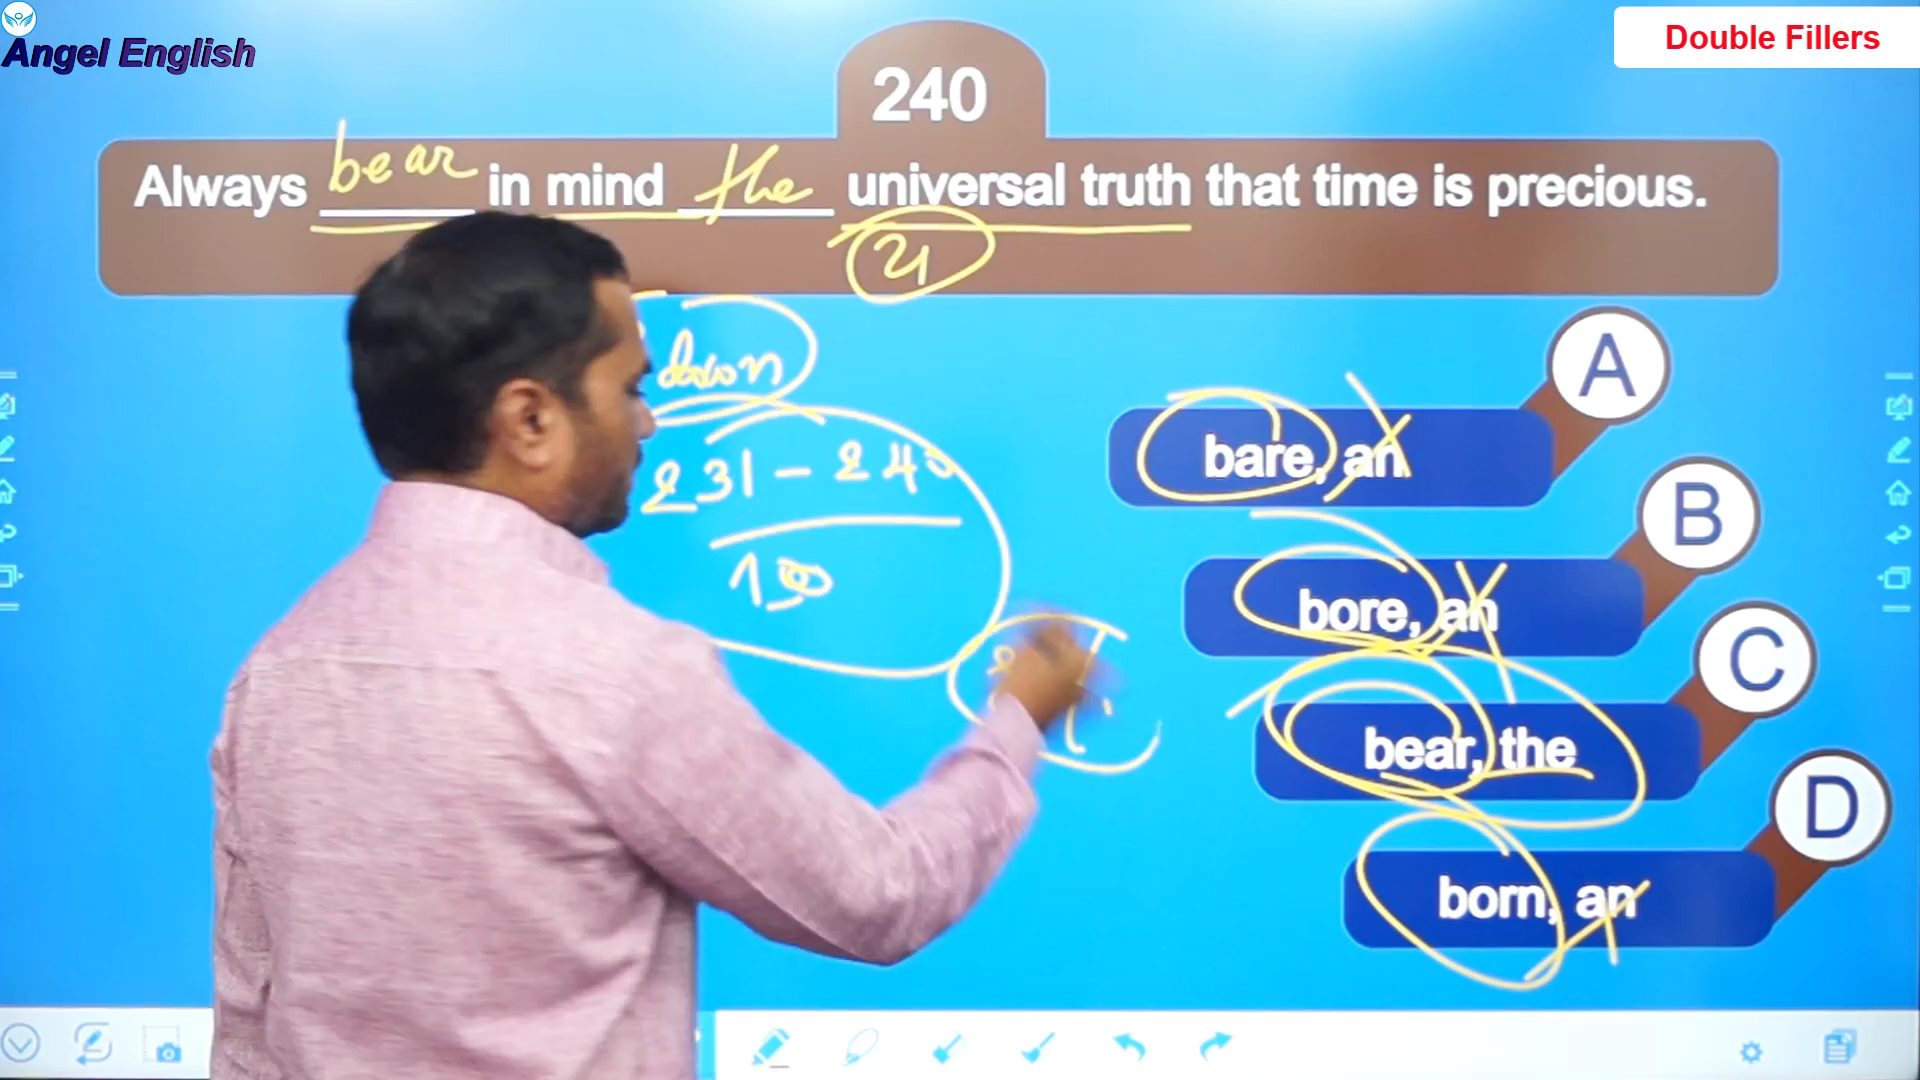 Angel English
Double Fillers
240
Always bear in mind the universal truth that time is precious.
यु
down
231 - 240
A
bare, an
B
bore, an
C
bear, the
D
born, an